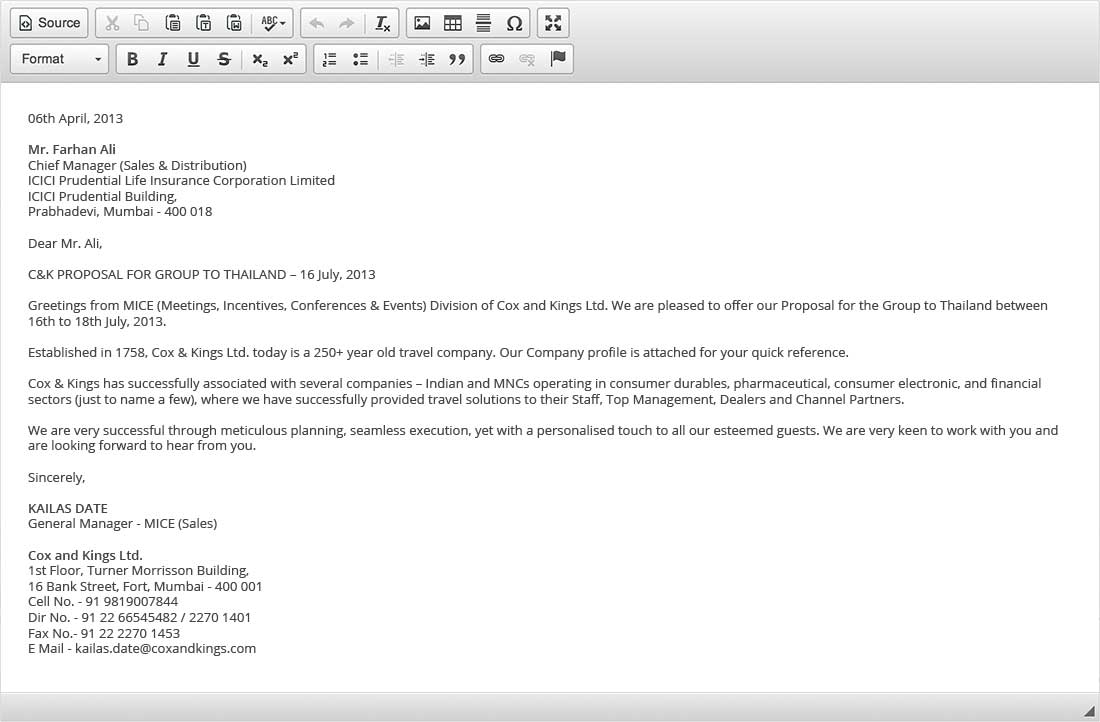 Source
ABC
Format
B I U S x₂ x²
06th April, 2013
Mr. Farhan Ali
Chief Manager (Sales & Distribution)
ICICI Prudential Life Insurance Corporation Limited
ICICI Prudential Building,
Prabhadevi, Mumbai - 400 018
Dear Mr. Ali,
C&K PROPOSAL FOR GROUP TO THAILAND – 16 July, 2013
Greetings from MICE (Meetings, Incentives, Conferences & Events) Division of Cox and Kings Ltd. We are pleased to offer our Proposal for the Group to Thailand between
16th to 18th July, 2013.
Established in 1758, Cox & Kings Ltd. today is a 250+ year old travel company. Our Company profile is attached for your quick reference.
Cox & Kings has successfully associated with several companies – Indian and MNCs operating in consumer durables, pharmaceutical, consumer electronic, and financial
sectors (just to name a few), where we have successfully provided travel solutions to their Staff, Top Management, Dealers and Channel Partners.
We are very successful through meticulous planning, seamless execution, yet with a personalised touch to all our esteemed guests. We are very keen to work with you and
are looking forward to hear from you.
Sincerely,
KAILAS DATE
General Manager - MICE (Sales)
Cox and Kings Ltd.
1st Floor, Turner Morrisson Building,
16 Bank Street, Fort, Mumbai - 400 001
Cell No. - 91 9819007844
Dir No. - 91 22 66545482 / 2270 1401
Fax No.- 91 22 2270 1453
E Mail - kailas.date@coxandkings.com